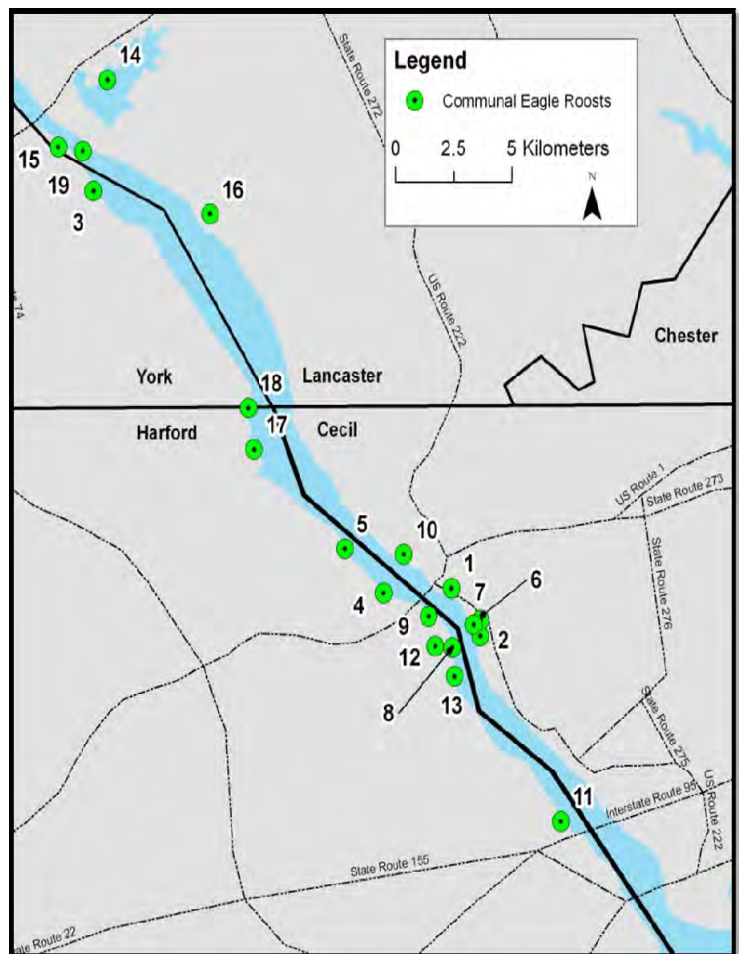 14
State Route 272
Legend
Communal Eagle Roosts
0 2.5 5 Kilometers
N
15
19
3
16
74
US Route 222
Chester
York
Lancaster
18
Harford
17
Cecil
US Route 1
State Route 273
5
10
1
7
6
State Route 276
4
9
2
12
8
13
State Route 275
11
Interstate Route 95
US Route 222
State Route 155
ate Route 22